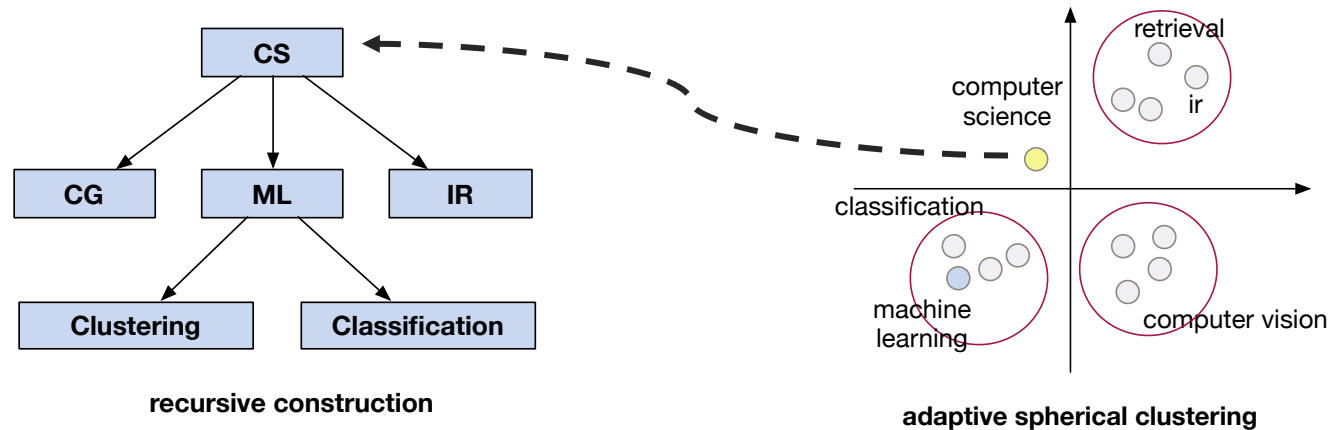 CS
CG
ML
IR
Clustering
Classification
recursive construction
retrieval
ir
computer
science
classification
machine
learning
computer vision
adaptive spherical clustering